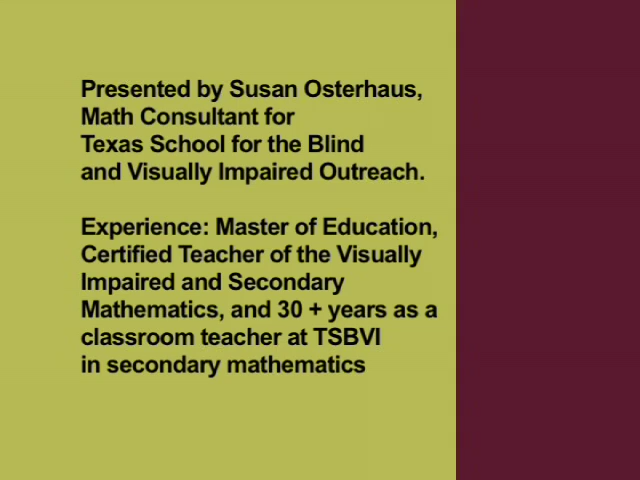 Presented by Susan Osterhaus,
Math Consultant for
Texas School for the Blind
and Visually Impaired Outreach.
Experience: Master of Education,
Certified Teacher of the Visually
Impaired and Secondary
Mathematics, and 30 + years as a
classroom teacher at TSBVI
in secondary mathematics